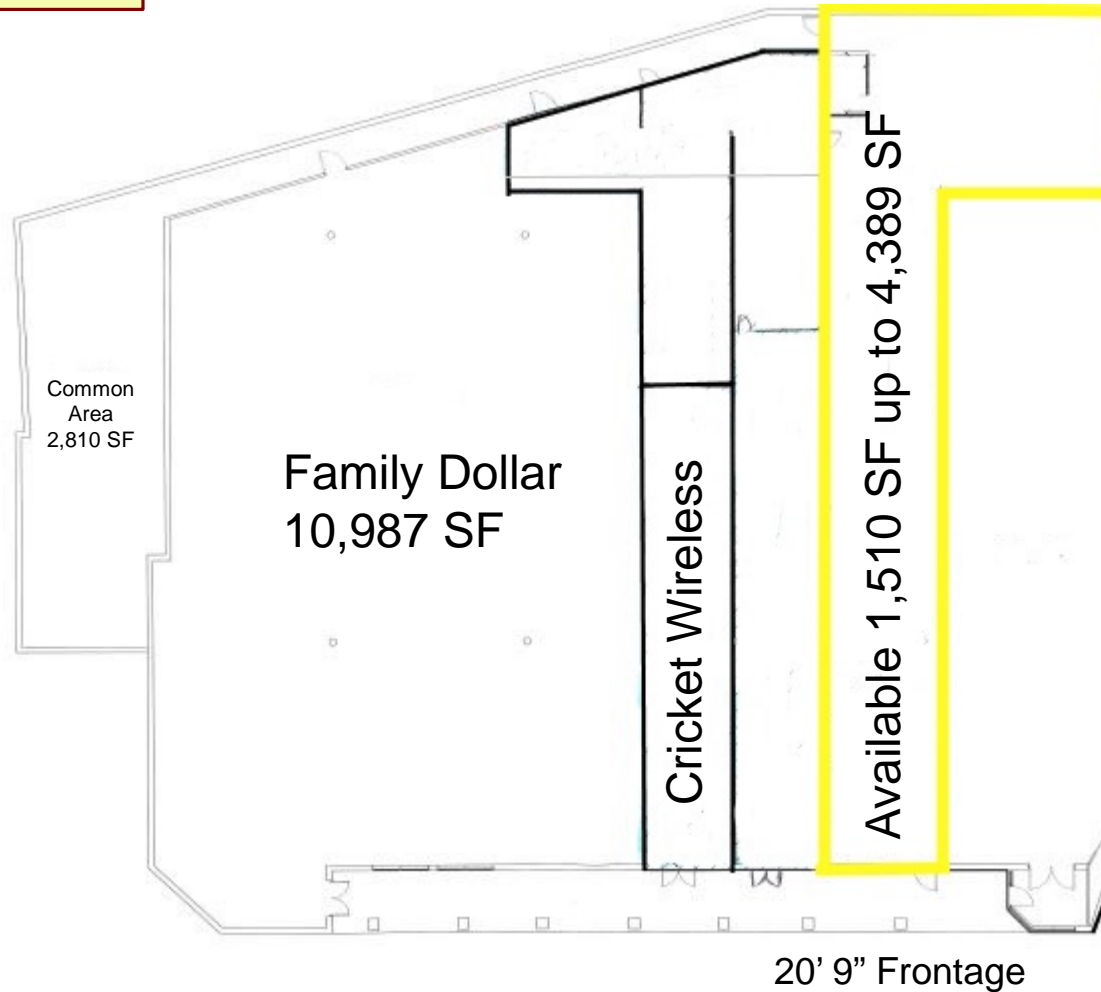 Common
Area
2,810 SF
Family Dollar
10,987 SF
Cricket Wireless
Available 1,510 SF up to 4,389 SF
20’ 9” Frontage